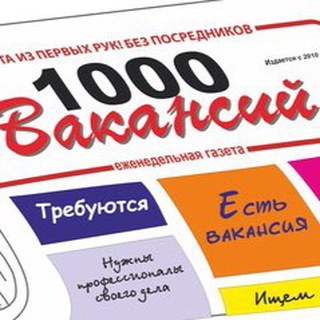 ТА ИЗ ПЕРВЫХ РУК! БЕЗ ПОСРЕДНИКОВ
1000
Издается с 2010
Вакансий
еженедельная газета
Требуются
Есть
ВАКАНСИЯ
Нужны
профессионалы
своего дела
Ищем